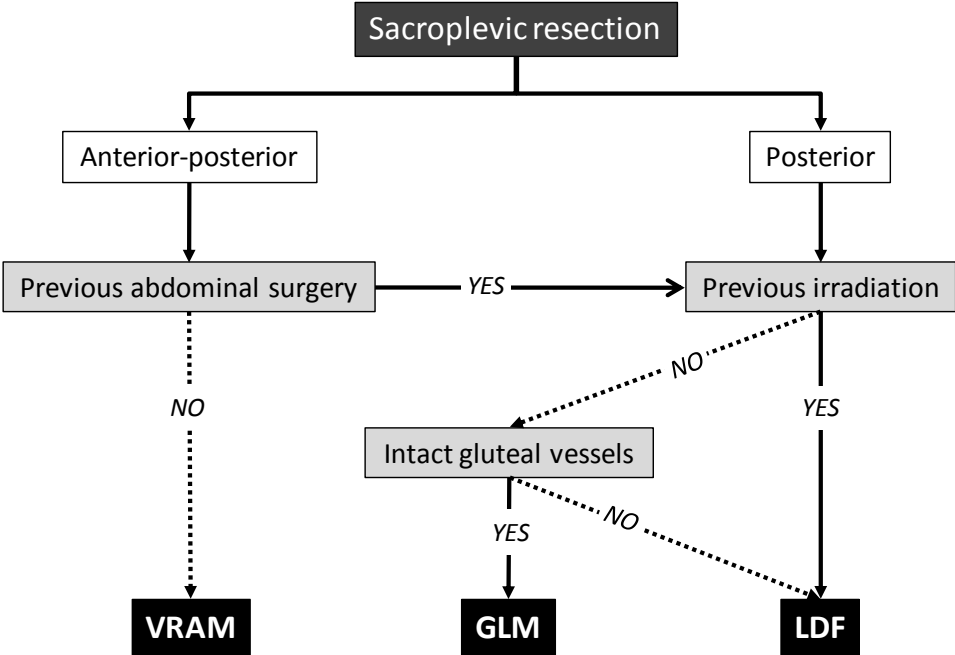 Sacroplevic resection
Anterior-posterior
Posterior
Previous abdominal surgery
YES
Previous irradiation
NO
NO
YES
Intact gluteal vessels
YES
NO
VRAM
GLM
LDF